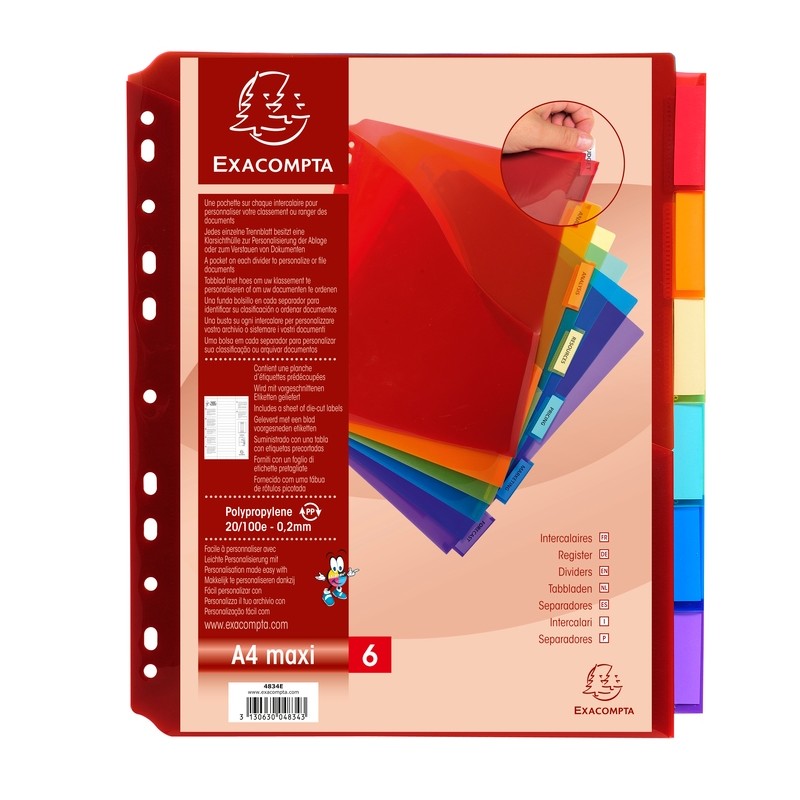 EXACOMPTA
Une pochette sur chaque intercalaire pour
personnaliser votre classement ou ranger des
documents
Jedes einzelne Trennblatt besitzt eine
Klarsichthülle zur Personalisierung der Ablage
oder zum Verstauen von Dokumenten
A pocket on each divider to personalize or file
documents
Tabblad met hoes om uw klassement te
personaliseren of om uw documenten te ordenen
Una funda bolsillo en cada separador para
identificar su clasificación o ordenar documentos
Una busta su ogni intercalare per personalizzare
vostro archivio o sistemare i vostri documenti
Uma bolsa em cada separador para personalizar
sua classificação ou arquivar documentos
Contient une planche
d'étiquettes prédécoupées
Wird mit vorgeschnittenen
Etiketten geliefert
Includes a sheet of die-cut labels
Geleverd met een blad
voorgesneden etiketten
Suministrado con una tabla
con etiquetas precortadas
Forniti con un foglio di
etichette pretagliate
Fornecido com uma tábua
de rótulos picotada
Polypropylene PP
20/100e - 0,2mm
Facile à personnaliser avec
Leichte Personalisierung mit
Personalisation made easy with
Makkelijk te personaliseren dankzij
Fácil personalizar con
Personalizza il tuo archivio con
Personalização fácil com
www.exacompta.com
A4 maxi
6
4834E
www.exacompta.com
3 130630 048343
ANALYSIS
RESOURCES
PRICING
MARKETING
FORECAST
Intercalaires FR
Register DE
Dividers EN
Tabbladen NL
Separadores ES
Intercalari I
Separadores P
EXACOMPTA